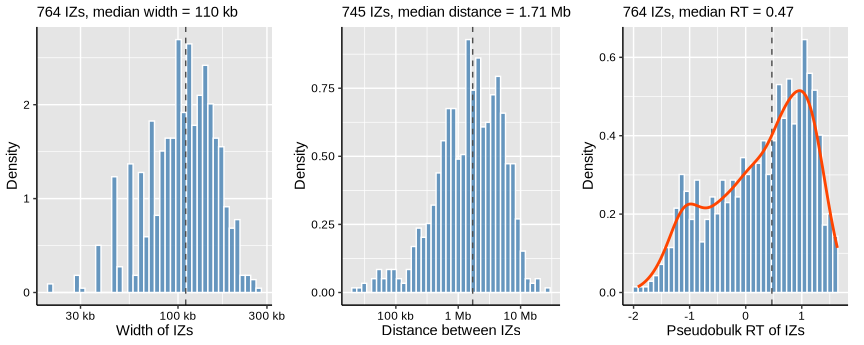 764 IZs, median width = 110 kb
745 IZs, median distance = 1.71 Mb
764 IZs, median RT = 0.47
Density
2
1
0
30 kb
100 kb
300 kb
Width of IZs
Density
0.75
0.50
0.25
0.00
100 kb
1 Mb
10 Mb
Distance between IZs
Density
0.6
0.4
0.2
0.0
-2
-1
0
1
Pseudobulk RT of IZs